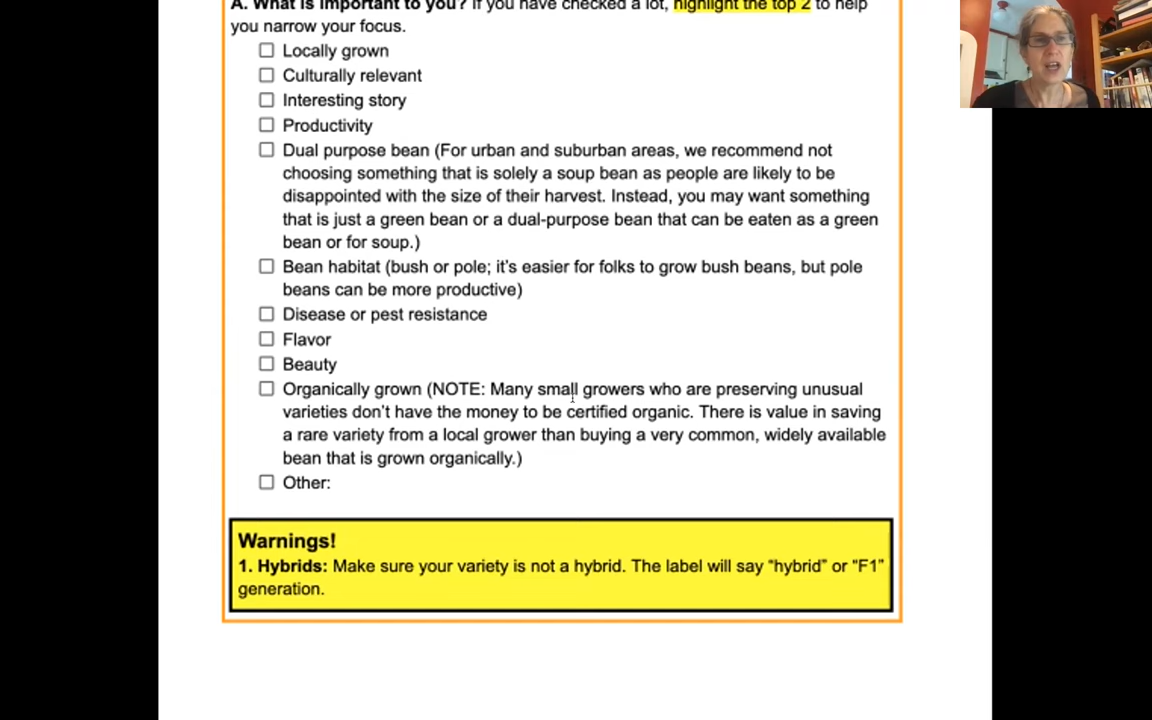 A. What is important to you? If you have checked a lot, highlight the top 2 to help
you narrow your focus.
☐ Locally grown
☐ Culturally relevant
☐ Interesting story
☐ Productivity
☐ Dual purpose bean (For urban and suburban areas, we recommend not
choosing something that is solely a soup bean as people are likely to be
disappointed with the size of their harvest. Instead, you may want something
that is just a green bean or a dual-purpose bean that can be eaten as a green
bean or for soup.)
☐ Bean habitat (bush or pole; it's easier for folks to grow bush beans, but pole
beans can be more productive)
☐ Disease or pest resistance
☐ Flavor
☐ Beauty
☐ Organically grown (NOTE: Many small growers who are preserving unusual
varieties don't have the money to be certified organic. There is value in saving
a rare variety from a local grower than buying a very common, widely available
bean that is grown organically.)
☐ Other:
Warnings!
1. Hybrids: Make sure your variety is not a hybrid. The label will say "hybrid" or "F1"
generation.